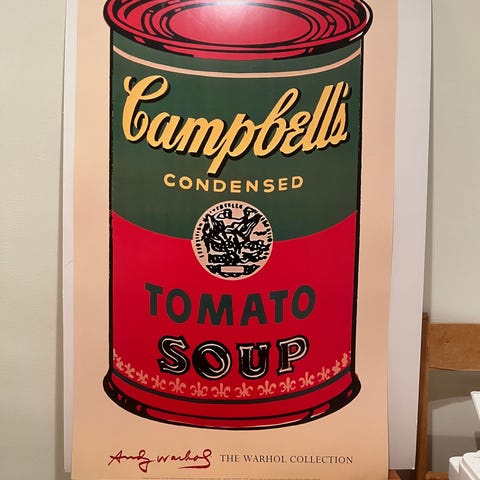 Campbell's
CONDENSED
TOMATO
SOUP
Andy Warhol THE WARHOL COLLECTION